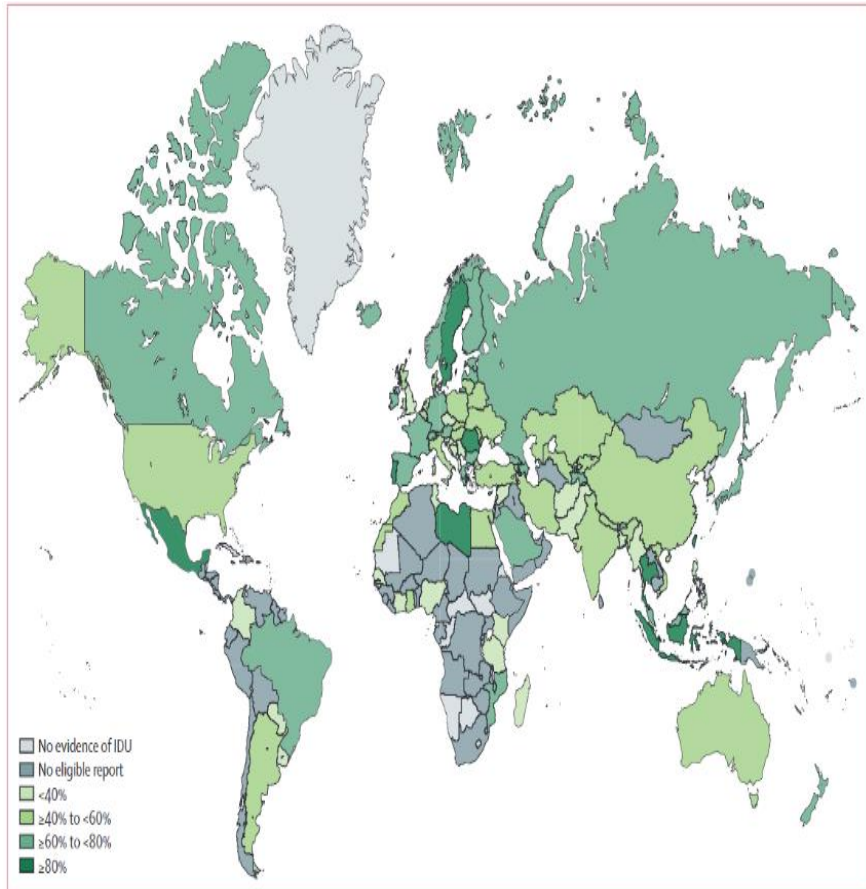 No evidence of IDU
No eligible report
<40%
≥40% to <60%
≥60% to <80%
≥80%